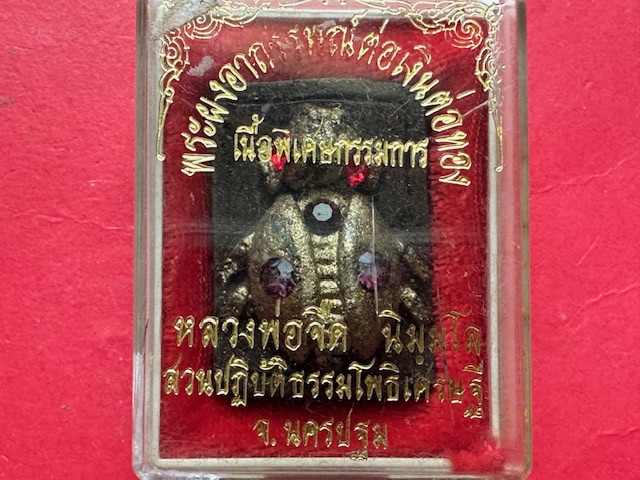 พระผงอาถรรพณ์ต่อเงินต่อทอง
เนื้อพิเศษกรรมการ
หลวงพ่อจืด นิมฺมโล
สวนปฏิบัติธรรมโพธิเศรษฐี
จ.นครปฐม